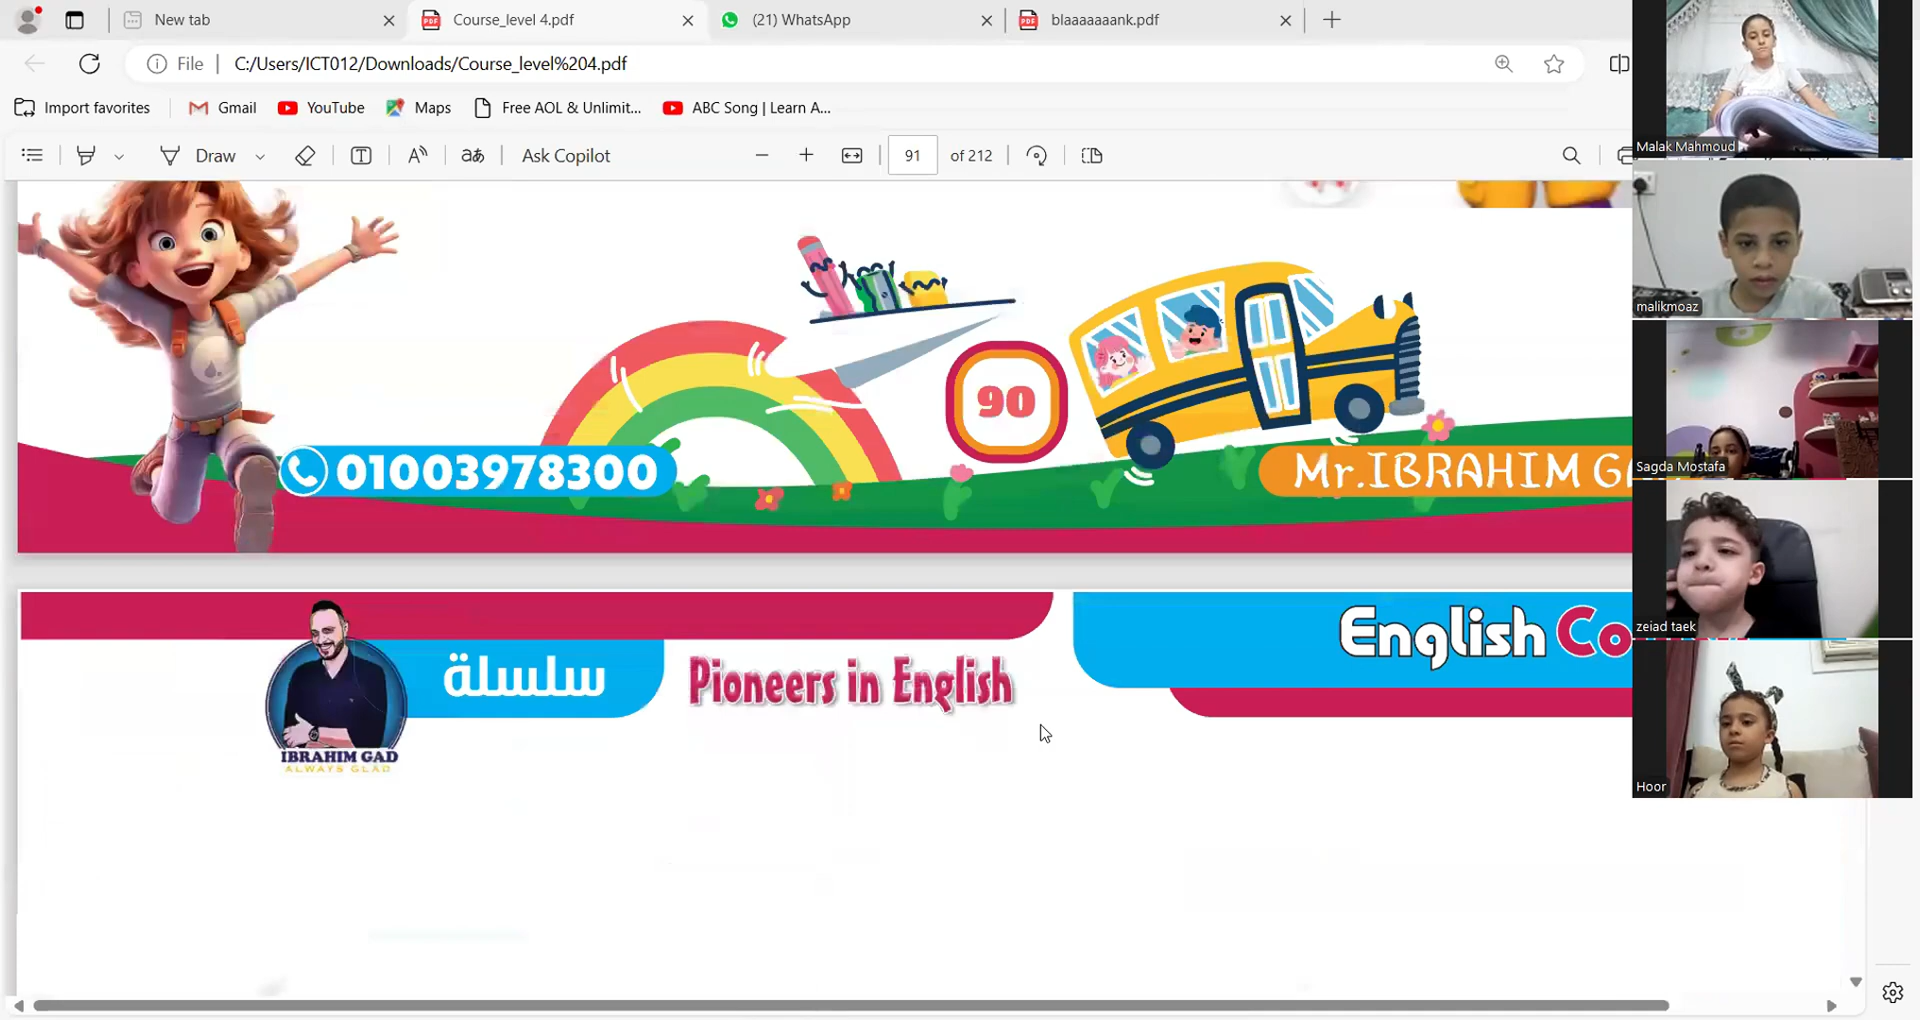 New tab
Course_level 4.pdf
(21) WhatsApp
blaaaaaaank.pdf
File
C:/Users/ICT012/Downloads/Course_level%204.pdf
Import favorites
Gmail
YouTube
Maps
Free AOL & Unlimit...
ABC Song | Learn A...
Draw
Ask Copilot
91
of 212
Malak Mahmoud
malikmoaz
Sagda Mostafa
zeiad taek
Hoor
90
01003978300
Mr.IBRAHIM
سلسلة
Pioneers in English
English Co
IBRAHIM GAD
ALWAYS GLAD